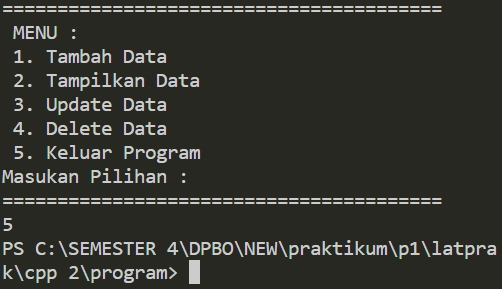 ========================================
MENU :
1. Tambah Data
2. Tampilkan Data
3. Update Data
4. Delete Data
5. Keluar Program
Masukan Pilihan :
========================================
5
PS C:\SEMESTER 4\DPBO\NEW\praktikum\p1\latpra
k\cpp 2\program>